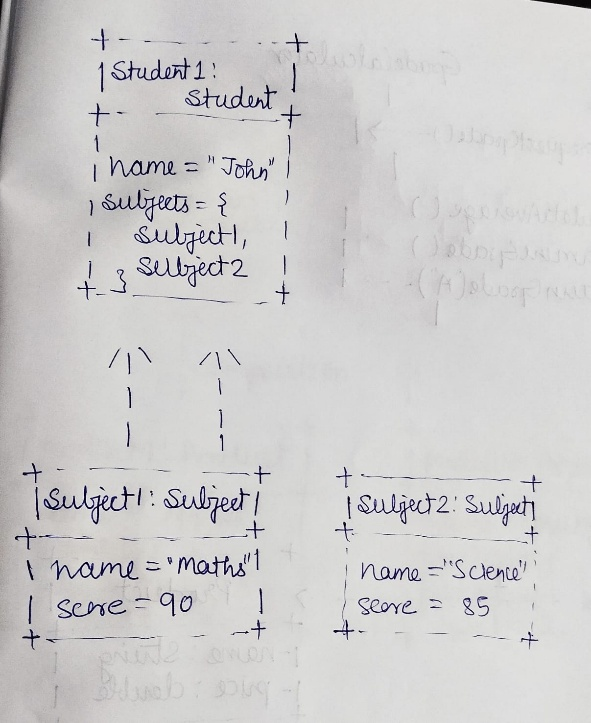 Student1:
Student
name = "John"
subjects = {
subject1,
subject2
}
Subject1: Subject
name = "maths"
score = 90
Subject2: Subject
name = "Science"
score = 85